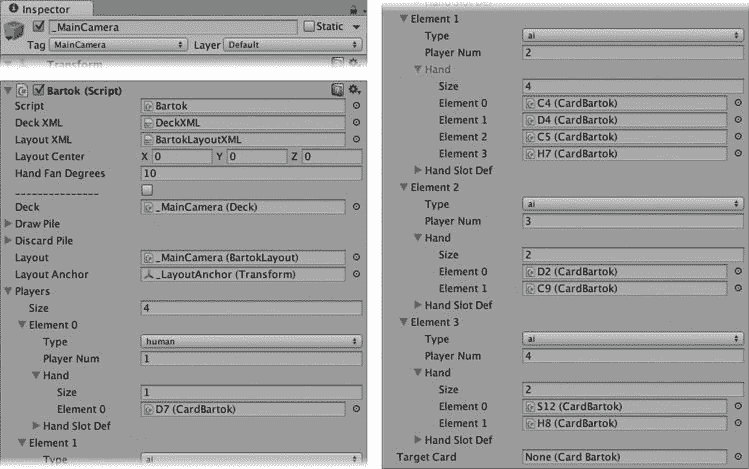 Inspector
_MainCamera Static
Tag MainCamera Layer Default
Transform
Bartok (Script)
Script Bartok
Deck XML DeckXML
Layout XML BartokLayoutXML
Layout Center X 0 Y 0 Z 0
Hand Fan Degrees 10
_______________
Deck _MainCamera (Deck)
Draw Pile
Discard Pile
Layout _MainCamera (BartokLayout)
Layout Anchor _LayoutAnchor (Transform)
Players
Size 4
Element 0
Type human
Player Num 1
Hand
Size 1
Element 0 D7 (CardBartok)
Hand Slot Def
Element 1
Type ai
Element 1
Type ai
Player Num 2
Hand
Size 4
Element 0 C4 (CardBartok)
Element 1 D4 (CardBartok)
Element 2 C5 (CardBartok)
Element 3 H7 (CardBartok)
Hand Slot Def
Element 2
Type ai
Player Num 3
Hand
Size 2
Element 0 D2 (CardBartok)
Element 1 C9 (CardBartok)
Hand Slot Def
Element 3
Type ai
Player Num 4
Hand
Size 2
Element 0 S12 (CardBartok)
Element 1 H8 (CardBartok)
Hand Slot Def
Target Card None (Card Bartok)